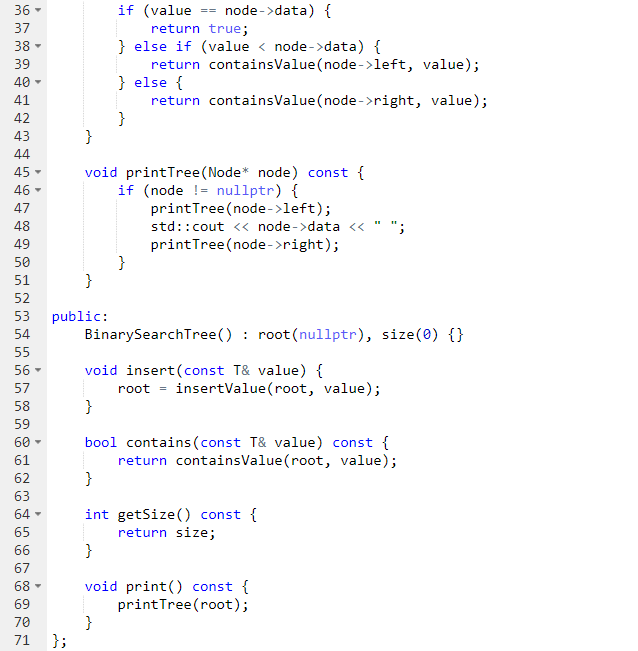 36 if (value == node->data) {
37 return true;
38 } else if (value < node->data) {
39 return containsValue(node->left, value);
40 } else {
41 return containsValue(node->right, value);
42 }
43 }
44
45 void printTree(Node* node) const {
46 if (node != nullptr) {
47 printTree(node->left);
48 std::cout << node->data << " ";
49 printTree(node->right);
50 }
51 }
52
53 public:
54 BinarySearchTree() : root(nullptr), size(0) {}
55
56 void insert(const T& value) {
57 root = insertValue(root, value);
58 }
59
60 bool contains(const T& value) const {
61 return containsValue(root, value);
62 }
63
64 int getSize() const {
65 return size;
66 }
67
68 void print() const {
69 printTree(root);
70 }
71 };